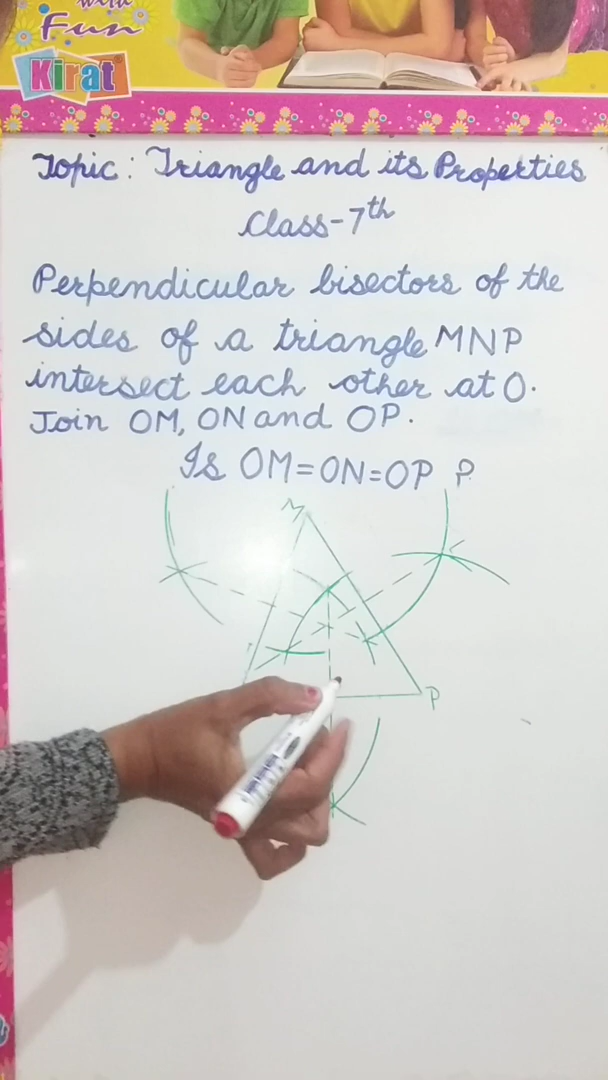 with
Fun
Kirat
Topic: Triangle and its Properties
Class-7th
Perpendicular bisectors of the
sides of a triangle MNP
intersect each other at O.
Join OM, ON and OP.
Is OM=ON=OP ?
M
P